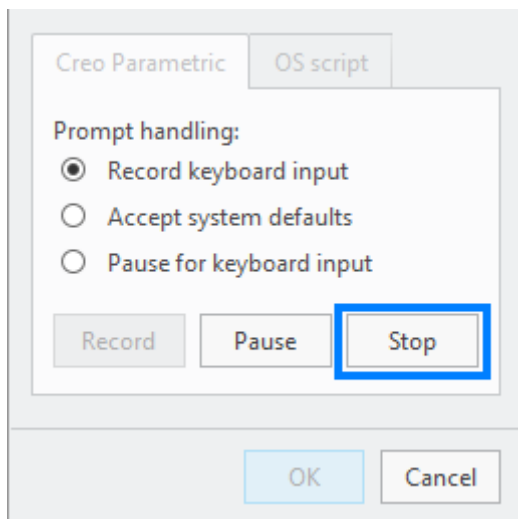 Creo Parametric OS script
Prompt handling:
Record keyboard input
Accept system defaults
Pause for keyboard input
Record Pause Stop
OK Cancel